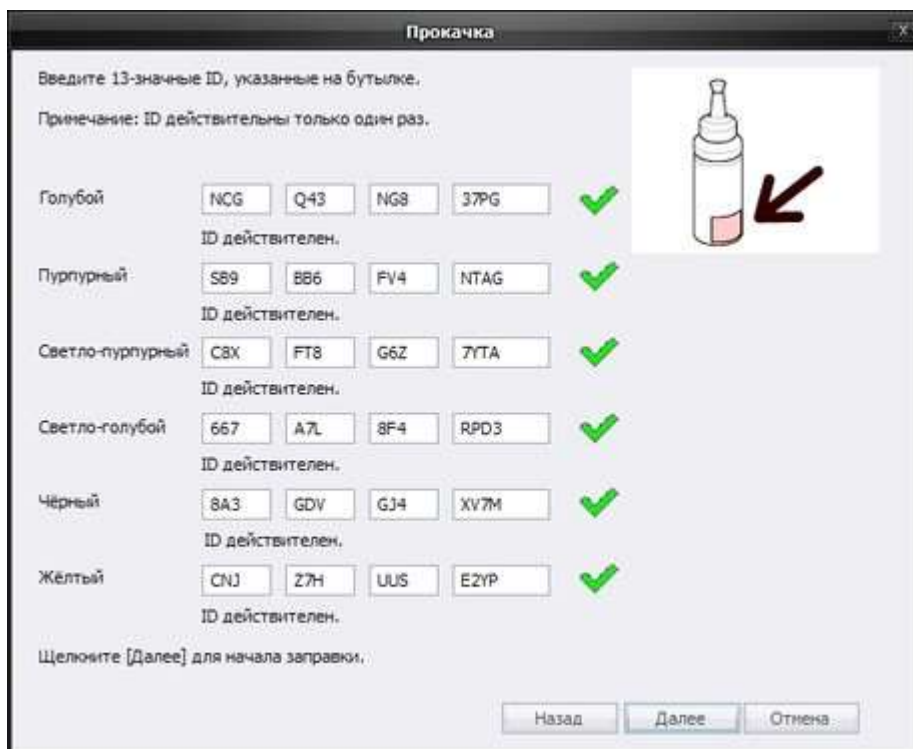 Прокачка
Введите 13-значные ID, указанные на бутылке.
Примечание: ID действительны только один раз.
Голубой NCG Q43 NG8 37PG
ID действителен.
Пурпурный SB9 BB6 FV4 NTAG
ID действителен.
Светло-пурпурный C8X FT8 G6Z 7YTA
ID действителен.
Светло-голубой 667 A7L 8F4 RPD3
ID действителен.
Чёрный 8A3 GDV GJ4 XV7M
ID действителен.
Жёлтый CNJ Z7H UUS E2YP
ID действителен.
Щелкните [Далее] для начала заправки.
Назад Далее Отмена